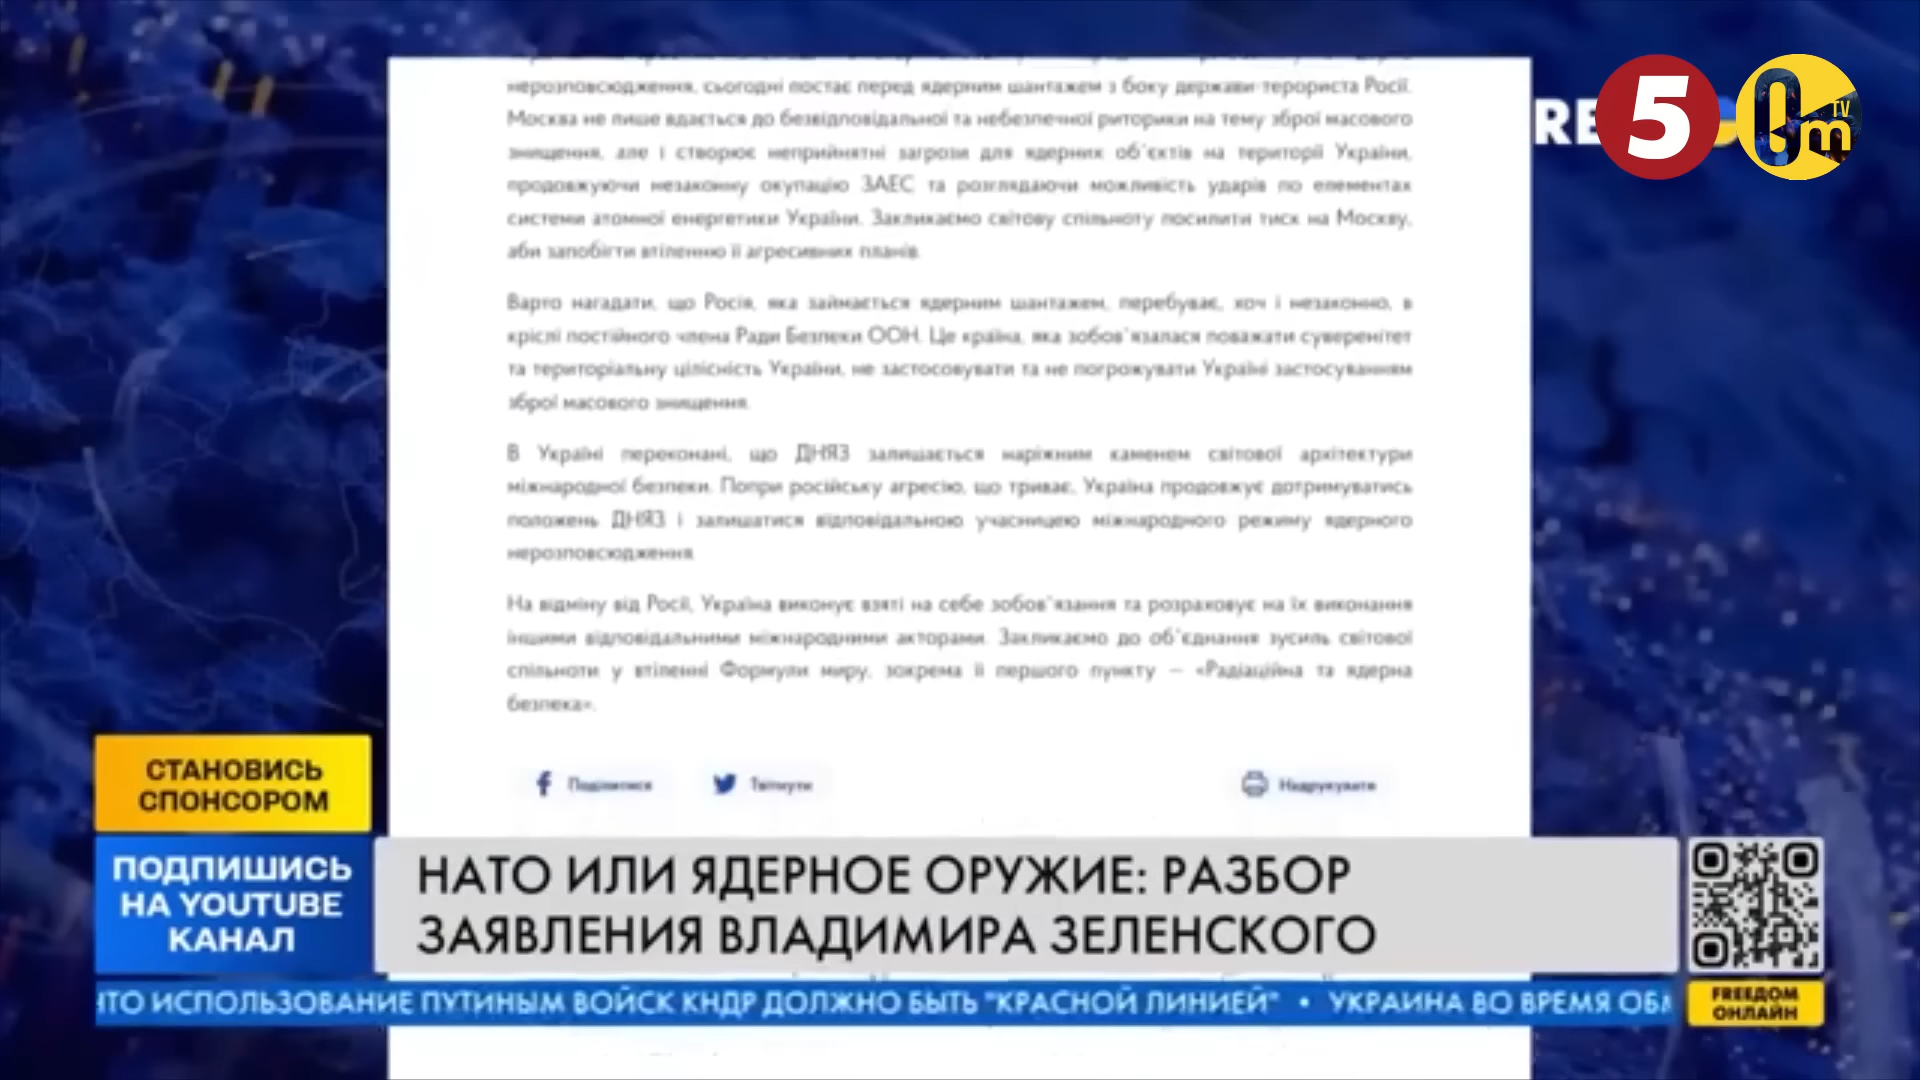 нерозповсюдження, сьогодні постає перед ядерним шантажем з боку держави-терориста Росії.
Москва не лише вдається до безвідповідальної та небезпечної риторики на тему зброї масового
знищення, але і створює неприйнятні загрози для ядерних об'єктів на території України,
продовжуючи незаконну окупацію ЗАЕС та розглядаючи можливість ударів по елементах
системи атомної енергетики України. Закликаємо світову спільноту посилити тиск на Москву,
аби запобігти втіленню її агресивних планів.
Варто нагадати, що Росія, яка займається ядерним шантажем, перебуває, хоч і незаконно, в
кріслі постійного члена Ради Безпеки ООН. Це країна, яка зобов'язалася поважати суверенітет
та територіальну цілісність України, не застосовувати та не погрожувати Україні застосуванням
зброї масового знищення.
В Україні переконані, що ДНЯЗ залишається наріжним каменем світової архітектури
міжнародної безпеки. Попри російську агресію, що триває, Україна продовжує дотримуватись
положень ДНЯЗ і залишатися відповідальною учасницею міжнародного режиму ядерного
нерозповсюдження.
На відміну від Росії, Україна виконує взяті на себе зобов'язання та розраховує на їх виконання
іншими відповідальними міжнародними акторами. Закликаємо до об'єднання зусиль світової
спільноти у втіленні Формули миру, зокрема її першого пункту – «Радіаційна та ядерна
безпека».
Поділитися
Твітнути
Надрукувати
RE
5
Qm TV
СТАНОВИСЬ
СПОНСОРОМ
ПОДПИШИСЬ
НА YOUTUBE
КАНАЛ
НАТО ИЛИ ЯДЕРНОЕ ОРУЖИЕ: РАЗБОР
ЗАЯВЛЕНИЯ ВЛАДИМИРА ЗЕЛЕНСКОГО
ЧТО ИСПОЛЬЗОВАНИЕ ПУТИНЫМ ВОЙСК КНДР ДОЛЖНО БЫТЬ "КРАСНОЙ ЛИНИЕЙ" • УКРАИНА ВО ВРЕМЯ ОБМ
FREEДОМ
ОНЛАЙН